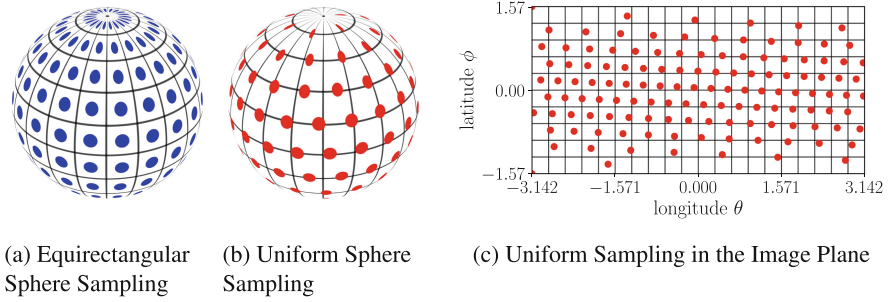 1.57
0.00
−1.57
latitude ϕ
−3.142 −1.571 0.000 1.571 3.142
longitude θ
(a) Equirectangular
Sphere Sampling
(b) Uniform Sphere
Sampling
(c) Uniform Sampling in the Image Plane